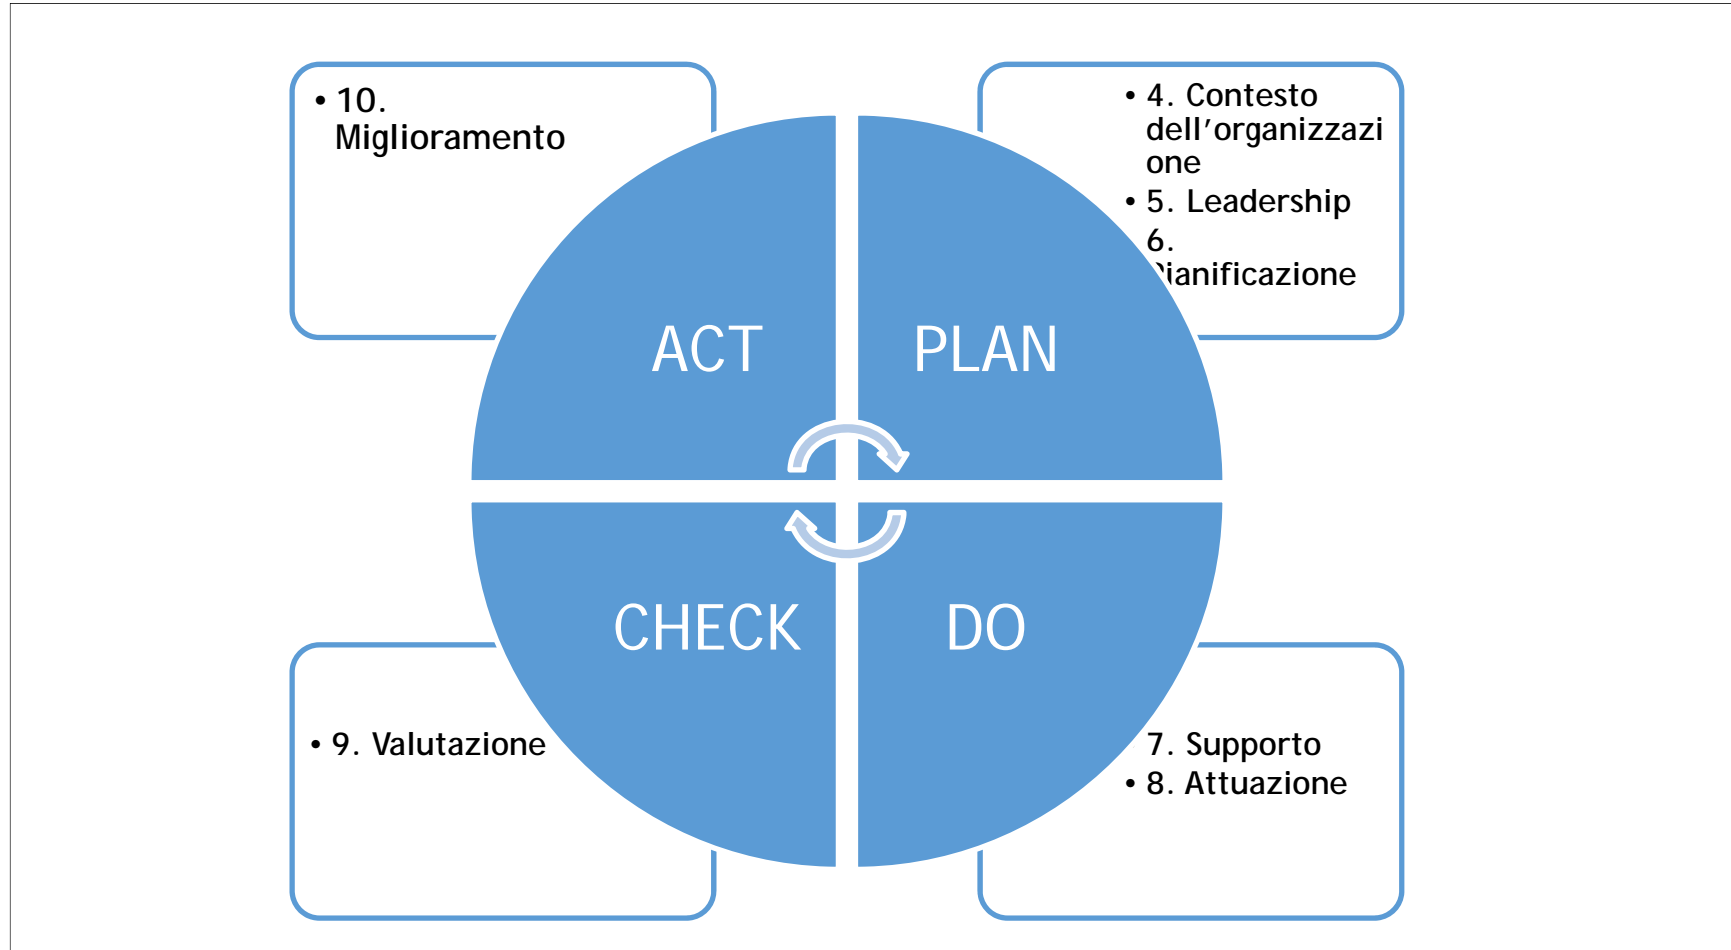 • 10.
Miglioramento
• 4. Contesto
dell’organizzazi
one
• 5. Leadership
6.
Pianificazione
ACT
PLAN
CHECK
DO
• 9. Valutazione
7. Supporto
• 8. Attuazione